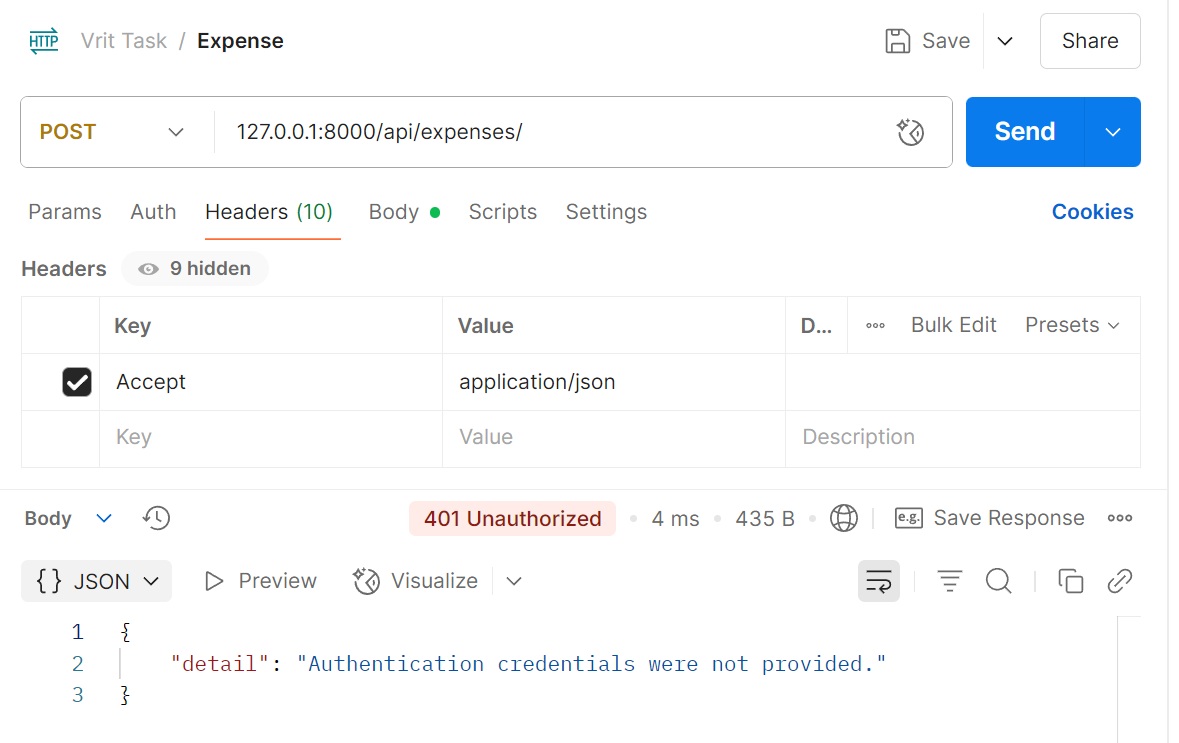 HTTP Vrit Task / Expense Save Share
POST 127.0.0.1:8000/api/expenses/ Send
Params Auth Headers (10) Body Scripts Settings Cookies
Headers 9 hidden
Key Value D... Bulk Edit Presets
Accept application/json
Key Value Description
Body 401 Unauthorized 4 ms 435 B e.g. Save Response
{} JSON Preview Visualize
1 {
2 "detail": "Authentication credentials were not provided."
3 }